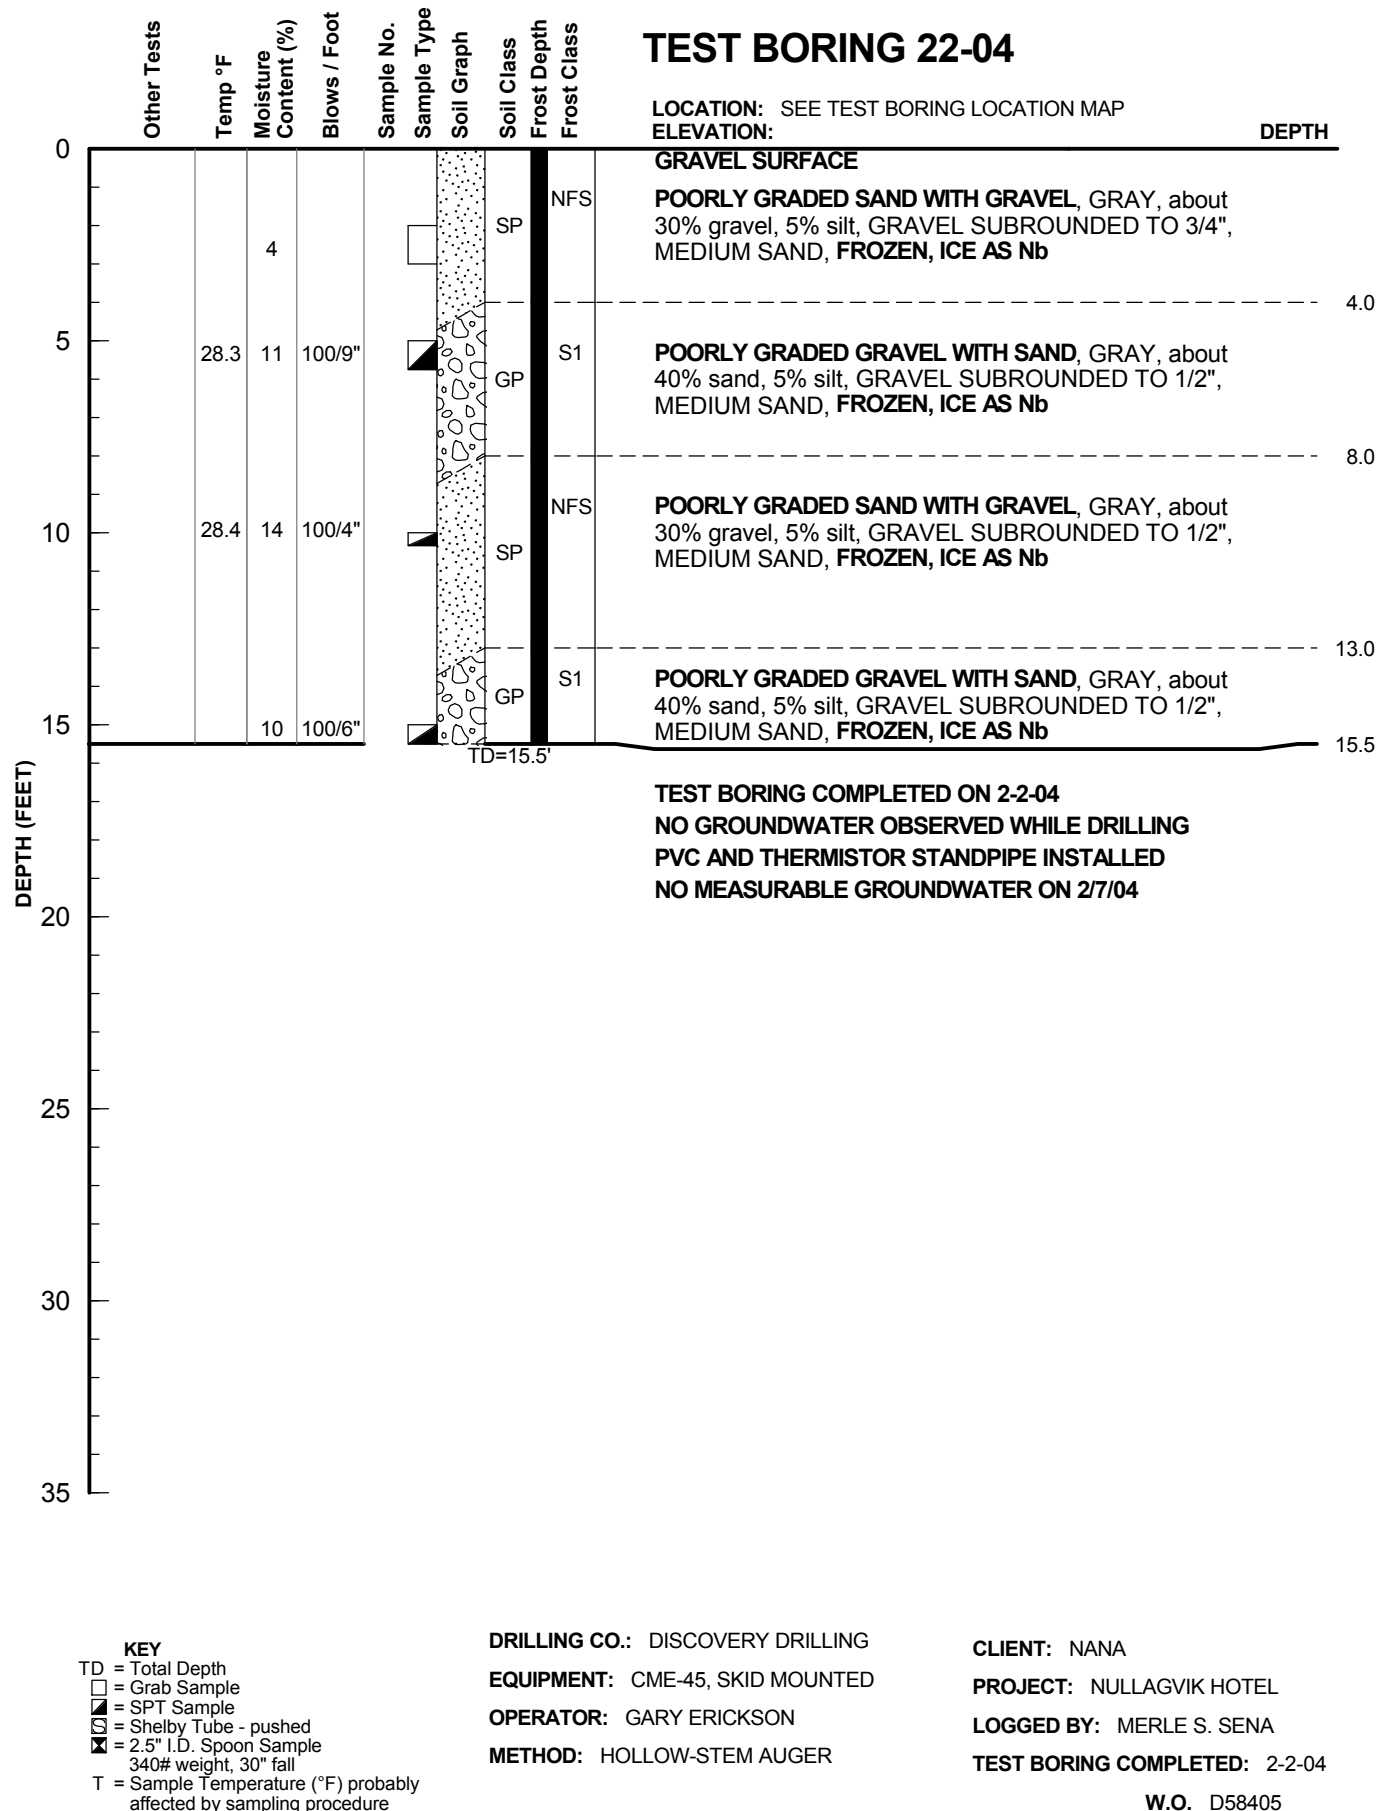 Other Tests
Temp °F
Moisture
Content (%)
Blows / Foot
Sample No.
Sample Type
Soil Graph
Soil Class
Frost Depth
Frost Class
TEST BORING 22-04
LOCATION: SEE TEST BORING LOCATION MAP
ELEVATION:
DEPTH
0
GRAVEL SURFACE
NFS
POORLY GRADED SAND WITH GRAVEL, GRAY, about
SP
30% gravel, 5% silt, GRAVEL SUBROUNDED TO 3/4",
4
MEDIUM SAND, FROZEN, ICE AS Nb
4.0
5
28.3 11 100/9"
S1
POORLY GRADED GRAVEL WITH SAND, GRAY, about
GP
40% sand, 5% silt, GRAVEL SUBROUNDED TO 1/2",
MEDIUM SAND, FROZEN, ICE AS Nb
8.0
NFS
POORLY GRADED SAND WITH GRAVEL, GRAY, about
10
28.4 14 100/4"
30% gravel, 5% silt, GRAVEL SUBROUNDED TO 1/2",
SP
MEDIUM SAND, FROZEN, ICE AS Nb
13.0
S1
POORLY GRADED GRAVEL WITH SAND, GRAY, about
GP
40% sand, 5% silt, GRAVEL SUBROUNDED TO 1/2",
15
10 100/6"
MEDIUM SAND, FROZEN, ICE AS Nb
15.5
TD=15.5'
DEPTH (FEET)
TEST BORING COMPLETED ON 2-2-04
NO GROUNDWATER OBSERVED WHILE DRILLING
PVC AND THERMISTOR STANDPIPE INSTALLED
NO MEASURABLE GROUNDWATER ON 2/7/04
20
25
30
35
KEY
TD = Total Depth
= Grab Sample
= SPT Sample
S = Shelby Tube - pushed
= 2.5" I.D. Spoon Sample
340# weight, 30" fall
T = Sample Temperature (°F) probably
affected by sampling procedure
DRILLING CO.: DISCOVERY DRILLING
EQUIPMENT: CME-45, SKID MOUNTED
OPERATOR: GARY ERICKSON
METHOD: HOLLOW-STEM AUGER
CLIENT: NANA
PROJECT: NULLAGVIK HOTEL
LOGGED BY: MERLE S. SENA
TEST BORING COMPLETED: 2-2-04
W.O. D58405